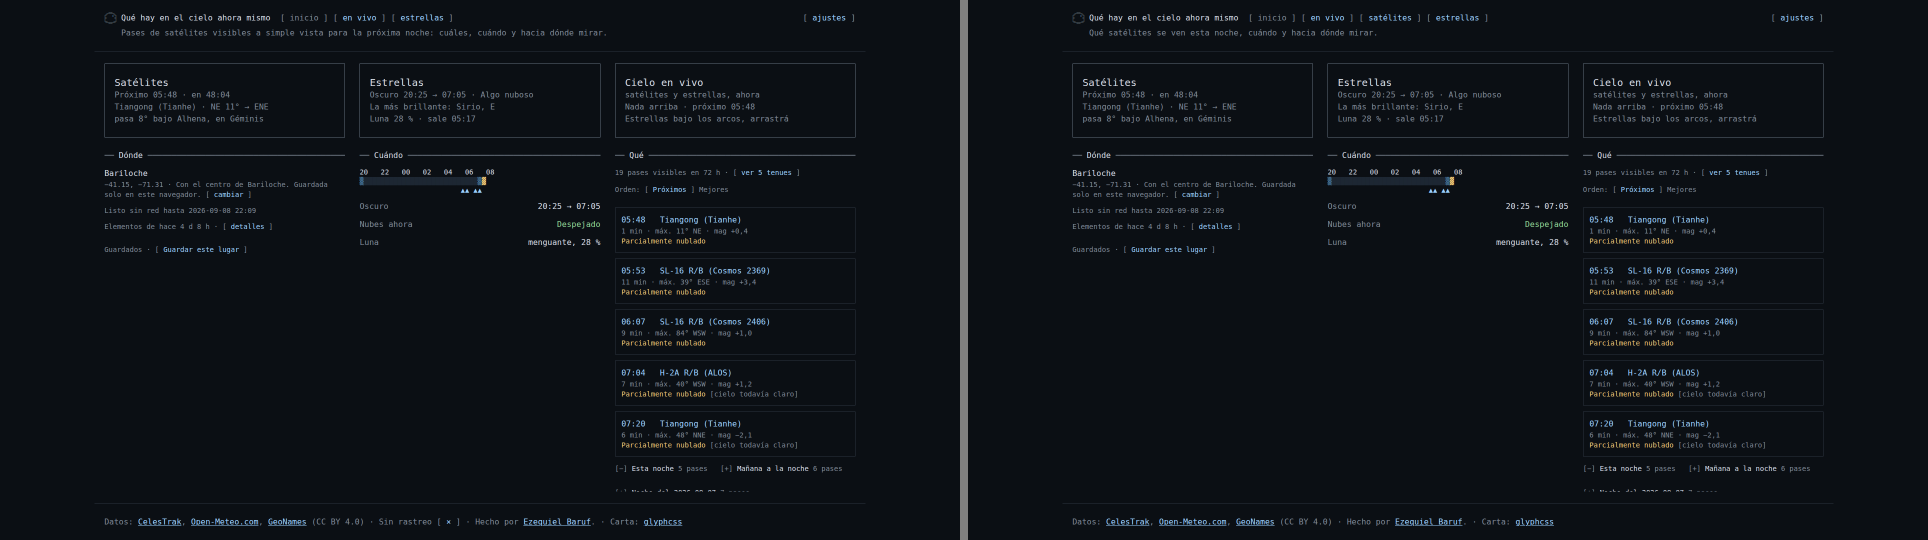 Qué hay en el cielo ahora mismo [ inicio ] [ en vivo ] [ estrellas ] [ ajustes ]
Pases de satélites visibles a simple vista para la próxima noche: cuáles, cuándo y hacia dónde mirar.
Satélites
Próximo 05:48 · en 48:04
Tiangong (Tianhe) · NE 11° → ENE
pasa 8° bajo Alhena, en Géminis
Estrellas
Oscuro 20:25 → 07:05 · Algo nuboso
La más brillante: Sirio, E
Luna 28 % · sale 05:17
Cielo en vivo
satélites y estrellas, ahora
Nada arriba · próximo 05:48
Estrellas bajo los arcos, arrastrá
Dónde
Bariloche
−41.15, −71.31 · Con el centro de Bariloche. Guardada
solo en este navegador. [ cambiar ]
Listo sin red hasta 2026-09-08 22:09
Elementos de hace 4 d 8 h · [ detalles ]
Guardados · [ Guardar este lugar ]
Cuándo
20 22 00 02 04 06 08
▲▲ ▲▲
Oscuro 20:25 → 07:05
Nubes ahora Despejado
Luna menguante, 28 %
Qué
19 pases visibles en 72 h · [ ver 5 tenues ]
Orden: [ Próximos ] Mejores
05:48 Tiangong (Tianhe)
1 min · máx. 11° NE · mag +0,4
Parcialmente nublado
05:53 SL-16 R/B (Cosmos 2369)
11 min · máx. 39° ESE · mag +3,4
Parcialmente nublado
06:07 SL-16 R/B (Cosmos 2406)
9 min · máx. 84° WSW · mag +1,0
Parcialmente nublado
07:04 H-2A R/B (ALOS)
7 min · máx. 40° WSW · mag +1,2
Parcialmente nublado [cielo todavía claro]
07:20 Tiangong (Tianhe)
6 min · máx. 48° NNE · mag −2,1
Parcialmente nublado [cielo todavía claro]
[−] Esta noche 5 pases [+] Mañana a la noche 6 pases
Datos: CelesTrak, Open-Meteo.com, GeoNames (CC BY 4.0) · Sin rastreo [ × ] · Hecho por Ezequiel Baruf. · Carta: glyphcss
Qué hay en el cielo ahora mismo [ inicio ] [ en vivo ] [ satélites ] [ estrellas ] [ ajustes ]
Qué satélites se ven esta noche, cuándo y hacia dónde mirar.
Satélites
Próximo 05:48 · en 48:04
Tiangong (Tianhe) · NE 11° → ENE
pasa 8° bajo Alhena, en Géminis
Estrellas
Oscuro 20:25 → 07:05 · Algo nuboso
La más brillante: Sirio, E
Luna 28 % · sale 05:17
Cielo en vivo
satélites y estrellas, ahora
Nada arriba · próximo 05:48
Estrellas bajo los arcos, arrastrá
Dónde
Bariloche
−41.15, −71.31 · Con el centro de Bariloche. Guardada
solo en este navegador. [ cambiar ]
Listo sin red hasta 2026-09-08 22:09
Elementos de hace 4 d 8 h · [ detalles ]
Guardados · [ Guardar este lugar ]
Cuándo
20 22 00 02 04 06 08
▲▲ ▲▲
Oscuro 20:25 → 07:05
Nubes ahora Despejado
Luna menguante, 28 %
Qué
19 pases visibles en 72 h · [ ver 5 tenues ]
Orden: [ Próximos ] Mejores
05:48 Tiangong (Tianhe)
1 min · máx. 11° NE · mag +0,4
Parcialmente nublado
05:53 SL-16 R/B (Cosmos 2369)
11 min · máx. 39° ESE · mag +3,4
Parcialmente nublado
06:07 SL-16 R/B (Cosmos 2406)
9 min · máx. 84° WSW · mag +1,0
Parcialmente nublado
07:04 H-2A R/B (ALOS)
7 min · máx. 40° WSW · mag +1,2
Parcialmente nublado [cielo todavía claro]
07:20 Tiangong (Tianhe)
6 min · máx. 48° NNE · mag −2,1
Parcialmente nublado [cielo todavía claro]
[−] Esta noche 5 pases [+] Mañana a la noche 6 pases
Datos: CelesTrak, Open-Meteo.com, GeoNames (CC BY 4.0) · Hecho por Ezequiel Baruf. · Carta: glyphcss